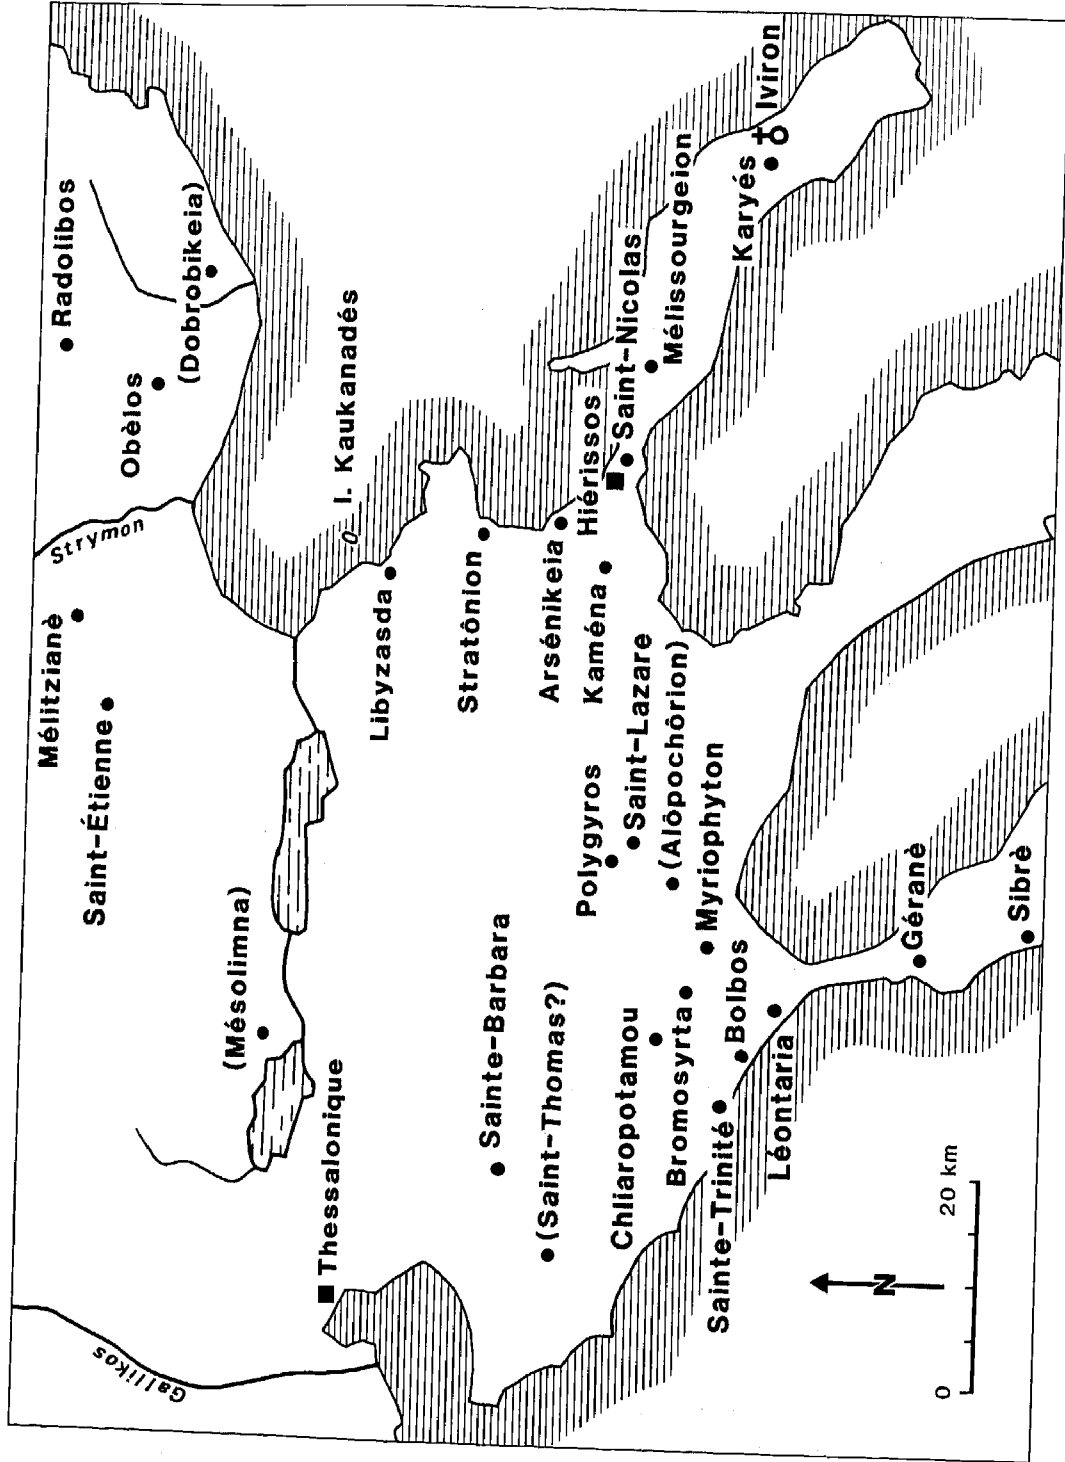 Radolibos
Obèlos
(Dobrobikeia)
Strymon
Mélitzianè
Saint-Étienne
I. Kaukanadés
Libyzasda
Stratônion
Arsénikeia
Hiérissos
Kaména
Saint-Nicolas
Mélissourgeion
Karyés
Iviron
Polygyros
Saint-Lazare
(Alôpochôrion)
Myriophyton
(Mésolimna)
Thessalonique
Gallikos
Sainte-Barbara
(Saint-Thomas?)
Chliaropotamou
Bromosyrta
Sainte-Trinité
Bolbos
Léontaria
Géranè
Sibrè
N
0 20 km